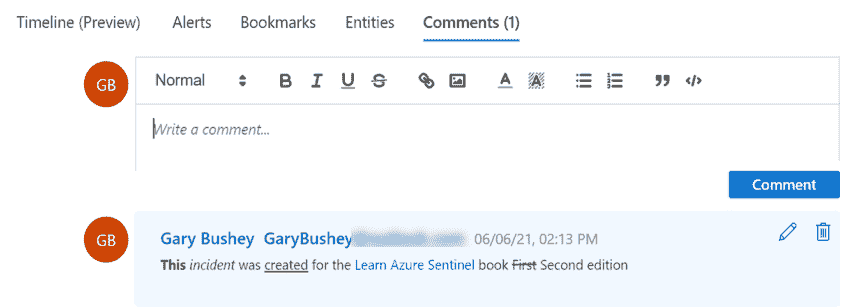 Timeline (Preview) Alerts Bookmarks Entities Comments (1)
GB
Normal B I U S A A
Write a comment...
Comment
GB
Gary Bushey GaryBushey 06/06/21, 02:13 PM
This incident was created for the Learn Azure Sentinel book First Second edition